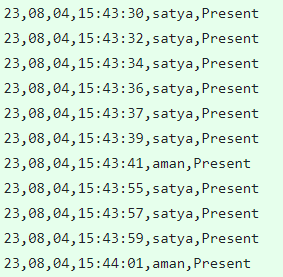 23,08,04,15:43:30,satya,Present
23,08,04,15:43:32,satya,Present
23,08,04,15:43:34,satya,Present
23,08,04,15:43:36,satya,Present
23,08,04,15:43:37,satya,Present
23,08,04,15:43:39,satya,Present
23,08,04,15:43:41,aman,Present
23,08,04,15:43:55,satya,Present
23,08,04,15:43:57,satya,Present
23,08,04,15:43:59,satya,Present
23,08,04,15:44:01,aman,Present